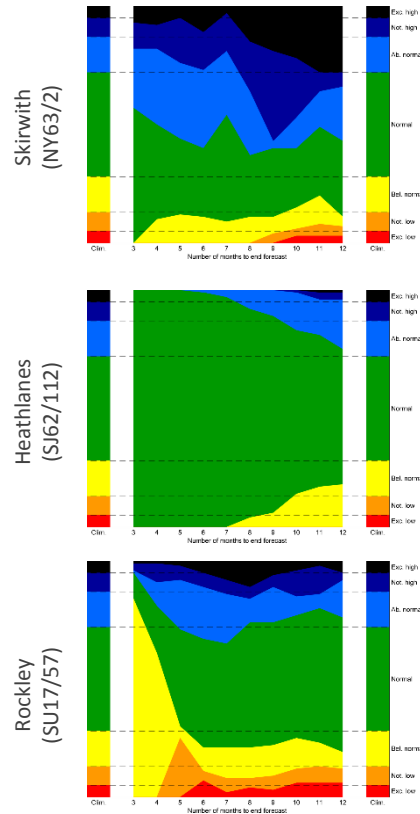 Skirwith
(NY63/2)
Exc. high
Not. high
Ab. normal
Normal
Bel. normal
Not. low
Exc. low
Clim.
3 4 5 6 7 8 9 10 11 12
Clim.
Number of months to end forecast
Heathlanes
(SJ62/112)
Exc. high
Not. high
Ab. normal
Normal
Bel. normal
Not. low
Exc. low
Clim.
3 4 5 6 7 8 9 10 11 12
Clim.
Number of months to end forecast
Rockley
(SU17/57)
Exc. high
Not. high
Ab. normal
Normal
Bel. normal
Not. low
Exc. low
Clim.
3 4 5 6 7 8 9 10 11 12
Clim.
Number of months to end forecast